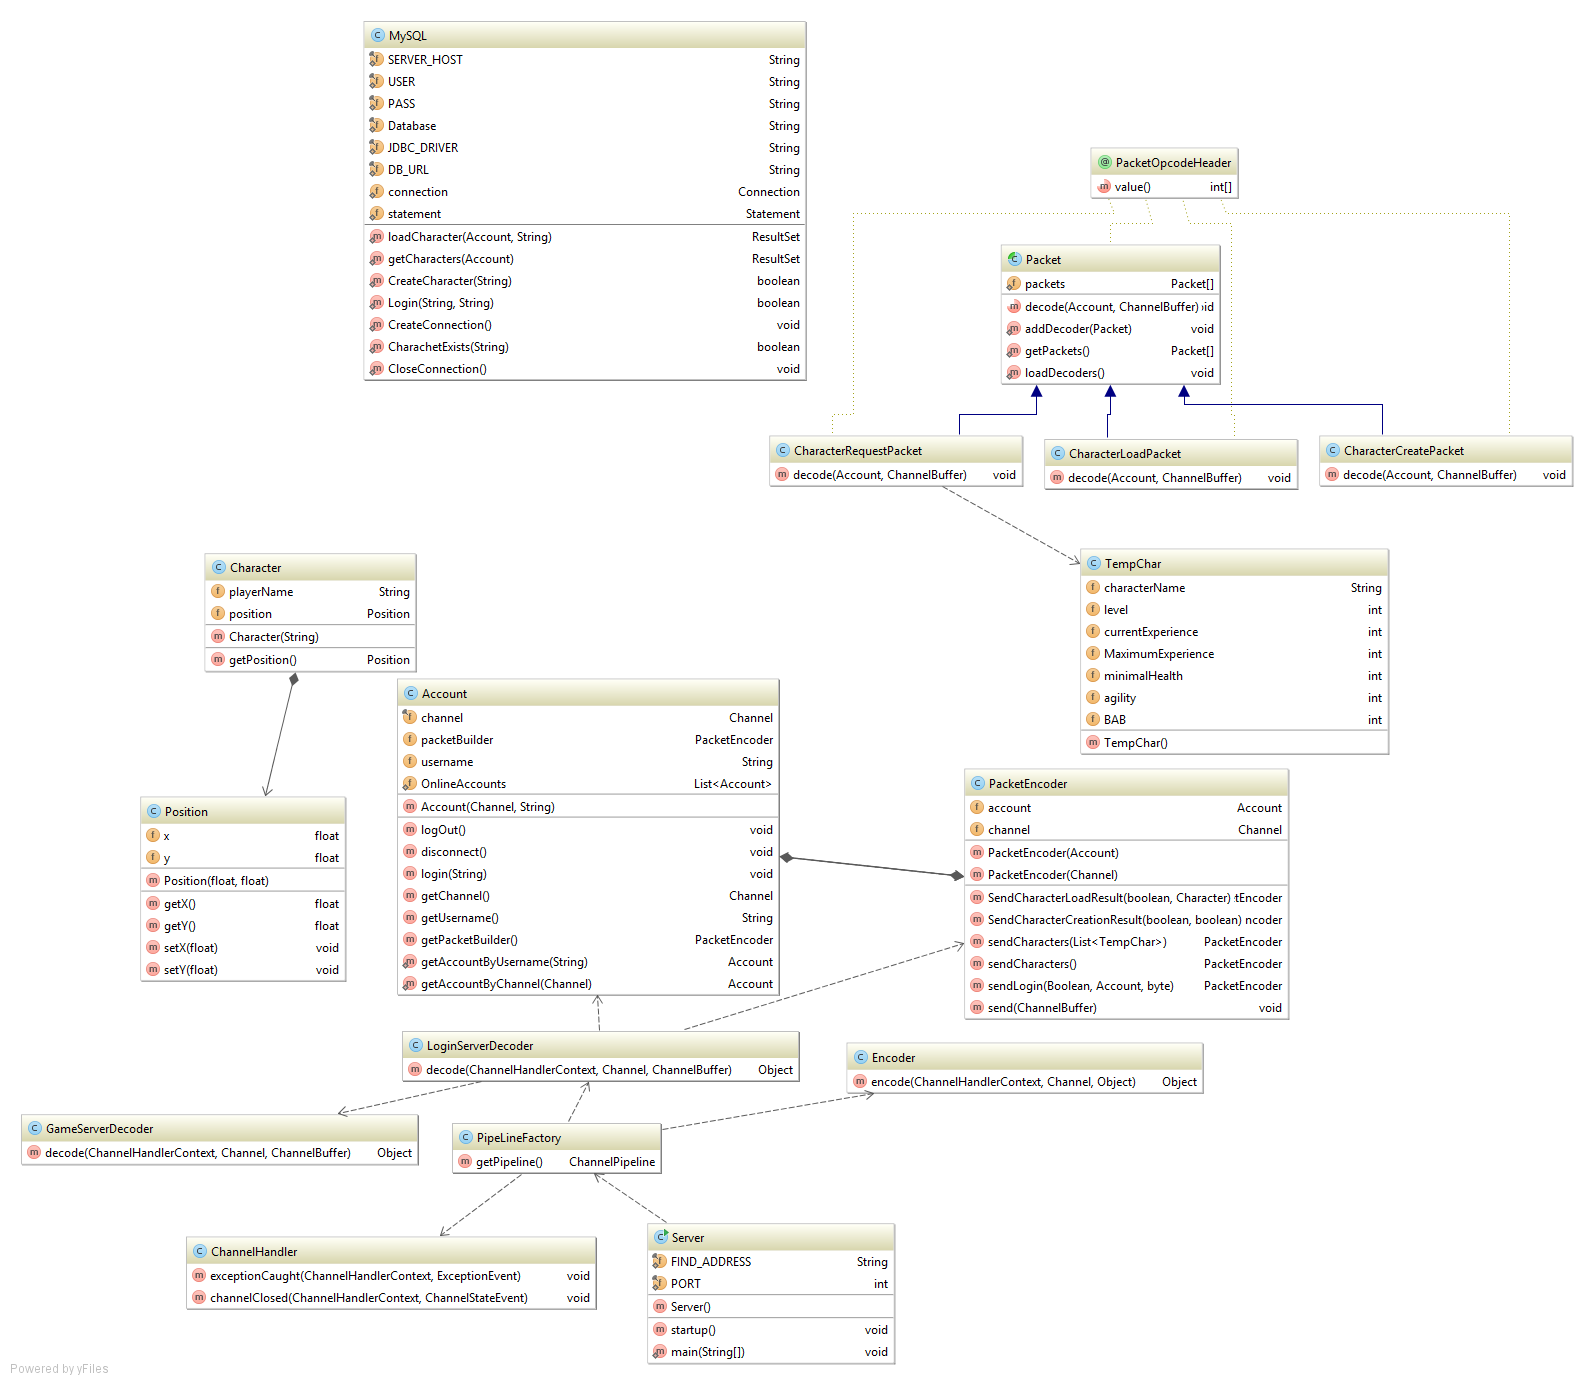 MySQL
SERVER_HOST String
USER String
PASS String
Database String
JDBC_DRIVER String
DB_URL String
connection Connection
statement Statement
loadCharacter(Account, String) ResultSet
getCharacters(Account) ResultSet
CreateCharacter(String) boolean
Login(String, String) boolean
CreateConnection() void
CharachetExists(String) boolean
CloseConnection() void
@ PacketOpcodeHeader
value() int[]
Packet
packets Packet[]
decode(Account, ChannelBuffer) void
addDecoder(Packet) void
getPackets() Packet[]
loadDecoders() void
CharacterRequestPacket
decode(Account, ChannelBuffer) void
CharacterLoadPacket
decode(Account, ChannelBuffer) void
CharacterCreatePacket
decode(Account, ChannelBuffer) void
TempChar
characterName String
level int
currentExperience int
MaximumExperience int
minimalHealth int
agility int
BAB int
TempChar()
Character
playerName String
position Position
Character(String)
getPosition() Position
Account
channel Channel
packetBuilder PacketEncoder
username String
OnlineAccounts List<Account>
Account(Channel, String)
logOut() void
disconnect() void
login(String) void
getChannel() Channel
getUsername() String
getPacketBuilder() PacketEncoder
getAccountByUsername(String) Account
getAccountByChannel(Channel) Account
Position
x float
y float
Position(float, float)
getX() float
getY() float
setX(float) void
setY(float) void
PacketEncoder
account Account
channel Channel
PacketEncoder(Account)
PacketEncoder(Channel)
SendCharacterLoadResult(boolean, Character) tEncoder
SendCharacterCreationResult(boolean, boolean) ncoder
sendCharacters(List<TempChar>) PacketEncoder
sendCharacters() PacketEncoder
sendLogin(Boolean, Account, byte) PacketEncoder
send(ChannelBuffer) void
LoginServerDecoder
decode(ChannelHandlerContext, Channel, ChannelBuffer) Object
Encoder
encode(ChannelHandlerContext, Channel, Object) Object
GameServerDecoder
decode(ChannelHandlerContext, Channel, ChannelBuffer) Object
PipeLineFactory
getPipeline() ChannelPipeline
ChannelHandler
exceptionCaught(ChannelHandlerContext, ExceptionEvent) void
channelClosed(ChannelHandlerContext, ChannelStateEvent) void
Server
FIND_ADDRESS String
PORT int
Server()
startup() void
main(String[]) void
Powered by yFiles